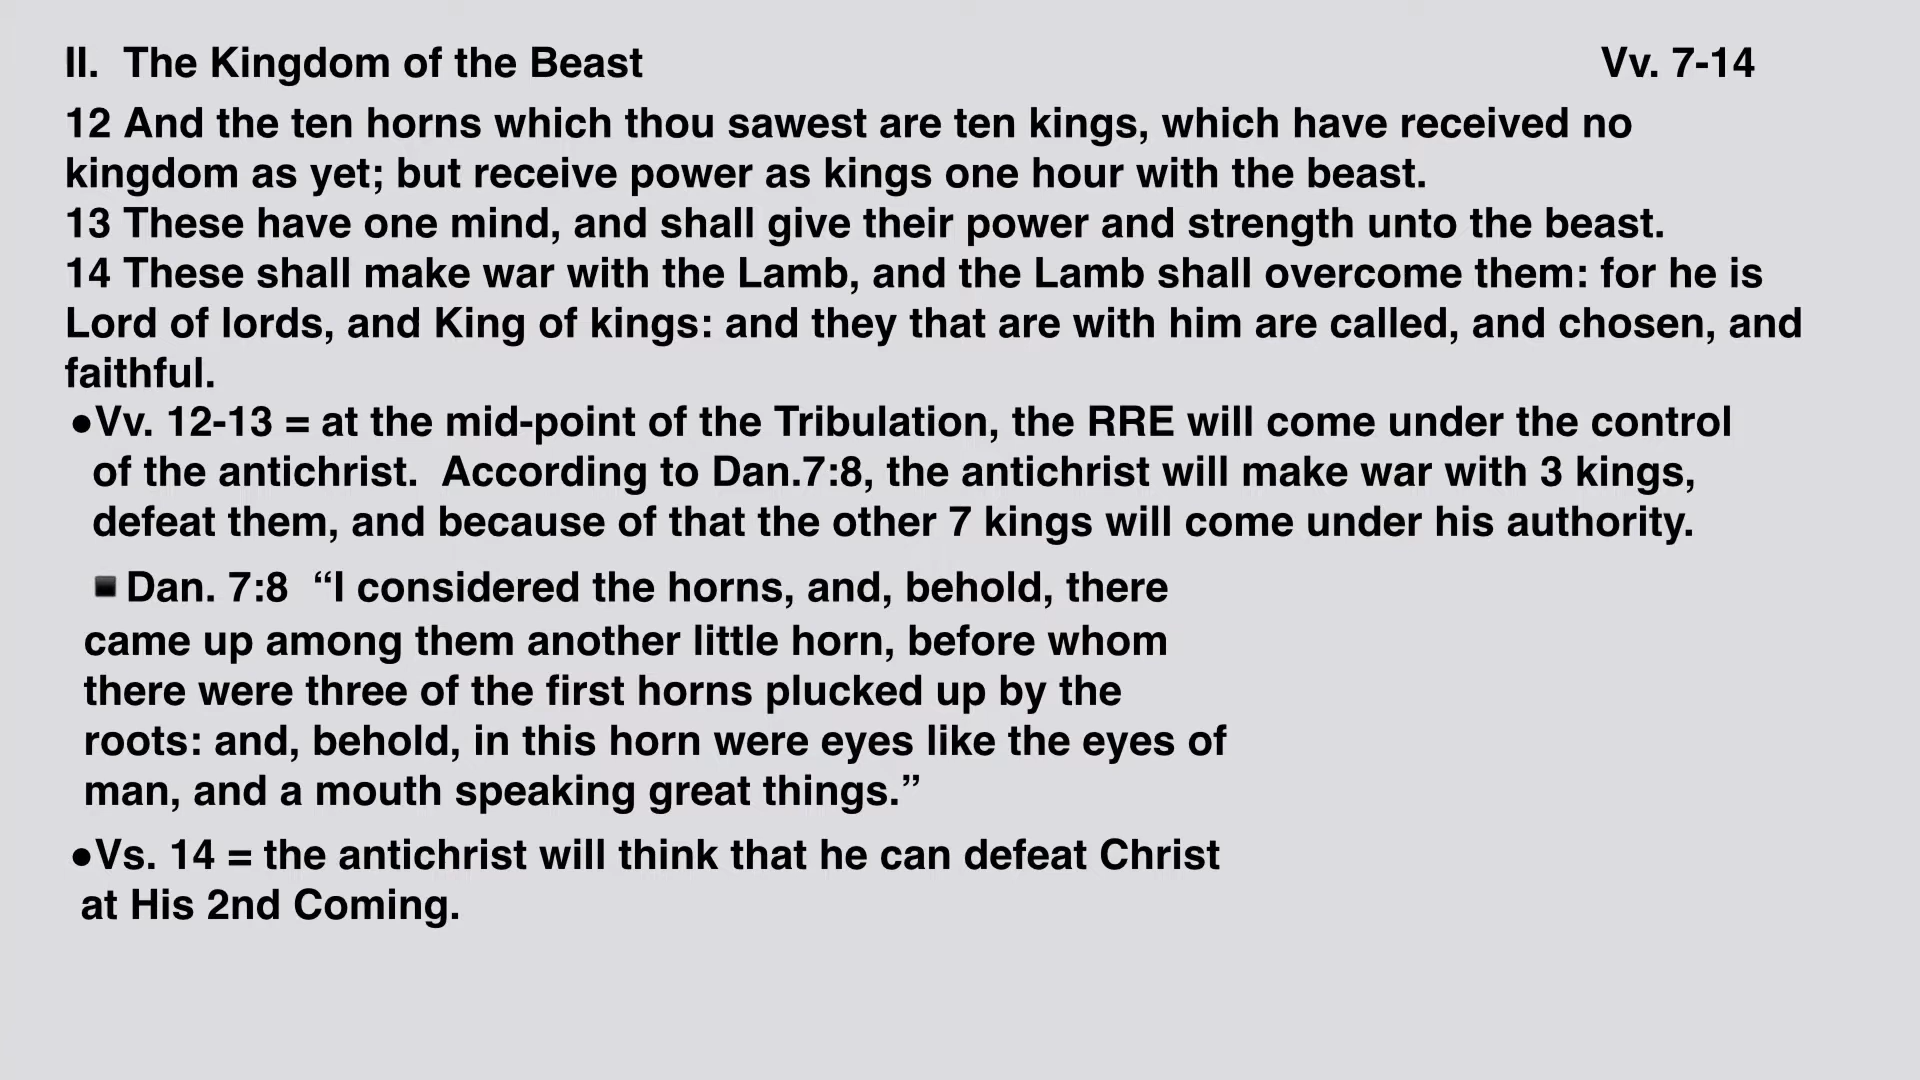 II.  The Kingdom of the Beast Vv. 7-14
12 And the ten horns which thou sawest are ten kings, which have received no
kingdom as yet; but receive power as kings one hour with the beast.
13 These have one mind, and shall give their power and strength unto the beast.
14 These shall make war with the Lamb, and the Lamb shall overcome them: for he is
Lord of lords, and King of kings: and they that are with him are called, and chosen, and
faithful.
●Vv. 12-13 = at the mid-point of the Tribulation, the RRE will come under the control
of the antichrist.  According to Dan.7:8, the antichrist will make war with 3 kings,
defeat them, and because of that the other 7 kings will come under his authority.
▪Dan. 7:8  “I considered the horns, and, behold, there
came up among them another little horn, before whom
there were three of the first horns plucked up by the
roots: and, behold, in this horn were eyes like the eyes of
man, and a mouth speaking great things.”
●Vs. 14 = the antichrist will think that he can defeat Christ
at His 2nd Coming.